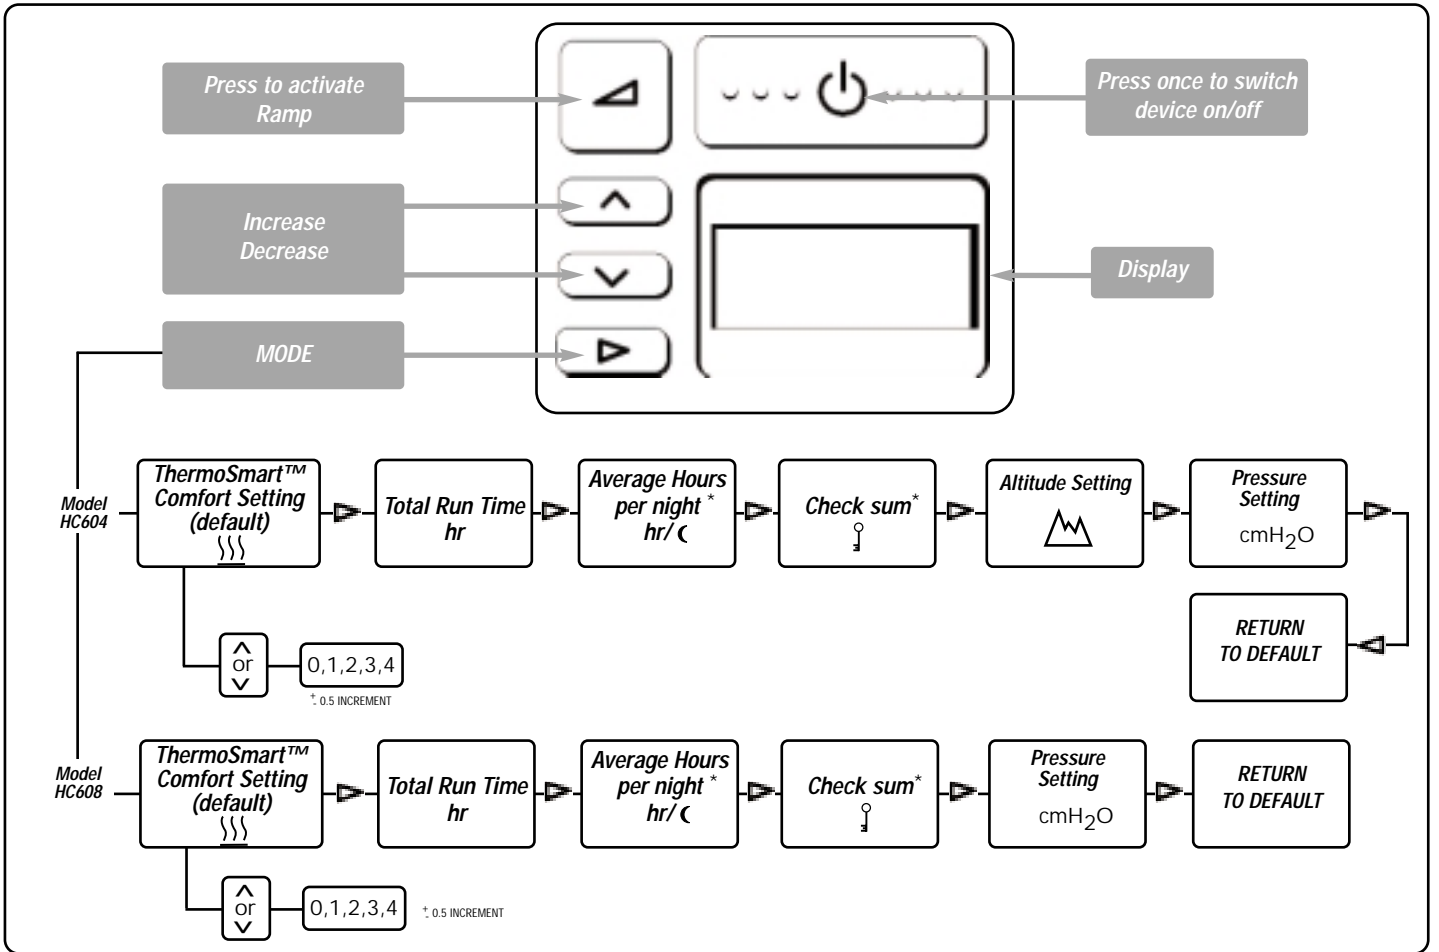 Press to activate
Ramp
Press once to switch
device on/off
Increase
Decrease
Display
MODE
Model
HC604
ThermoSmart™
Comfort Setting
(default)
Total Run Time
hr
Average Hours
per night *
hr/
Check sum*
Altitude Setting
Pressure
Setting
cmH₂O
RETURN
TO DEFAULT
or
0,1,2,3,4
± 0.5 INCREMENT
Model
HC608
ThermoSmart™
Comfort Setting
(default)
Total Run Time
hr
Average Hours
per night *
hr/
Check sum*
Pressure
Setting
cmH₂O
RETURN
TO DEFAULT
or
0,1,2,3,4
± 0.5 INCREMENT